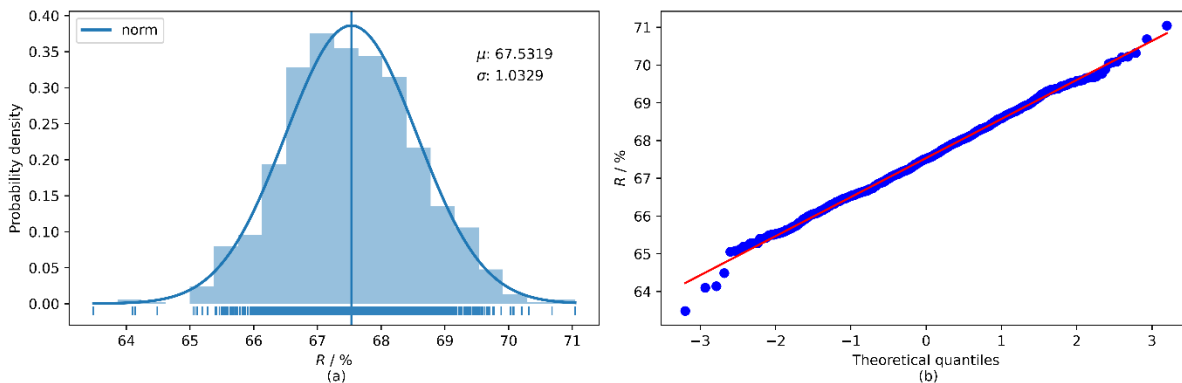 norm
μ: 67.5319
σ: 1.0329
Probability density
0.40
0.35
0.30
0.25
0.20
0.15
0.10
0.05
0.00
64 65 66 67 68 69 70 71
R / %
(a)
R / %
71
70
69
68
67
66
65
64
−3 −2 −1 0 1 2 3
Theoretical quantiles
(b)